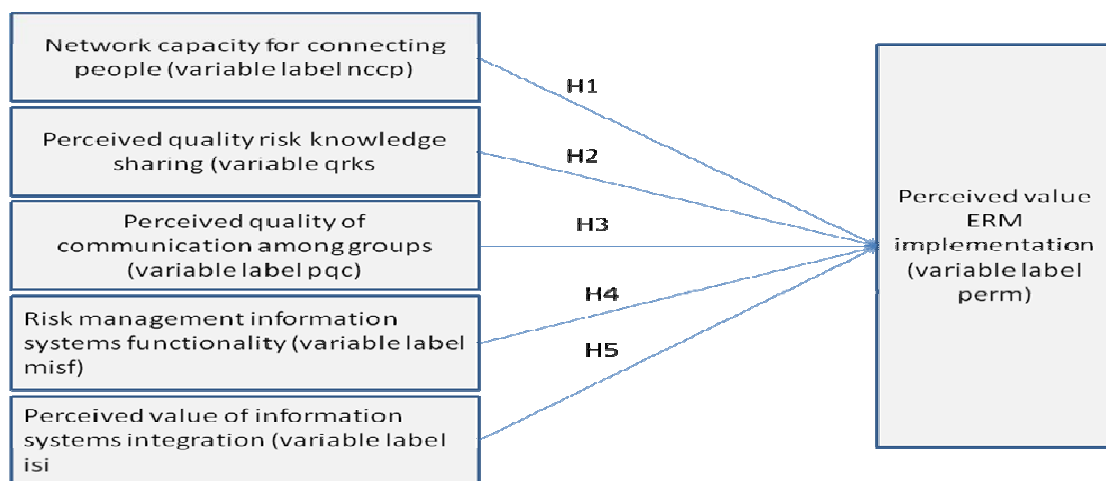 Network capacity for connecting
people (variable label nccp)
Perceived quality risk knowledge
sharing (variable qrks
Perceived quality of
communication among groups
(variable label pqc)
Risk management information
systems functionality (variable label
misf)
Perceived value of information
systems integration (variable label
isi
H1
H2
H3
H4
H5
Perceived value
ERM
implementation
(variable label
perm)